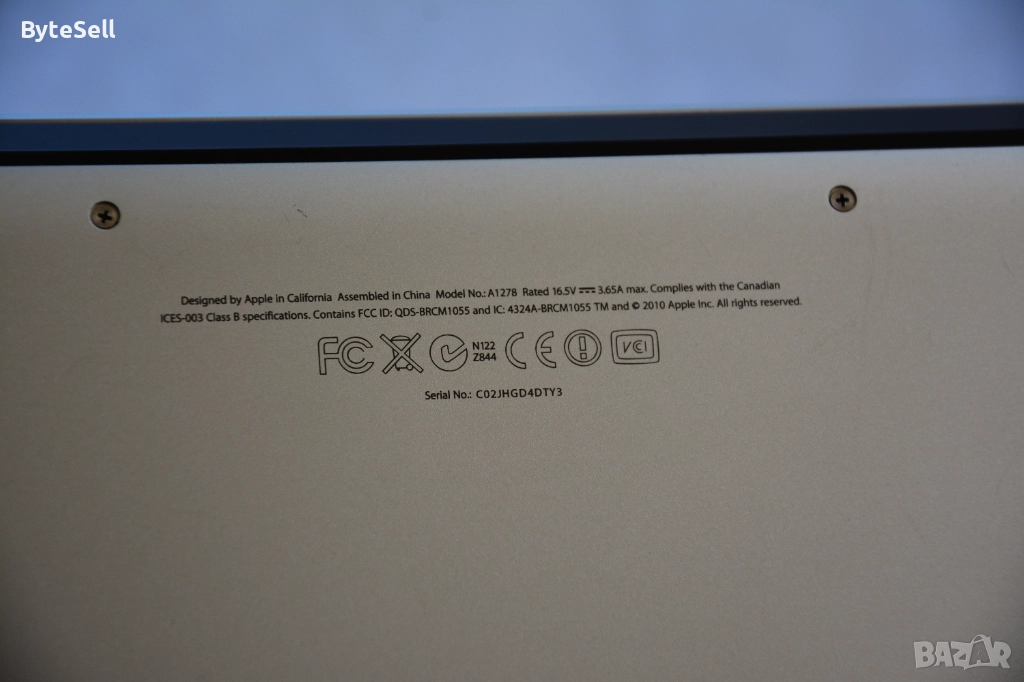 ByteSell
Designed by Apple in California Assembled in China Model No.: A1278 Rated 16.5V ⎓ 3.65A max. Complies with the Canadian
ICES-003 Class B specifications. Contains FCC ID: QDS-BRCM1055 and IC: 4324A-BRCM1055 TM and © 2010 Apple Inc. All rights reserved.
FC N122 CE ! VCI
Z844
Serial No.: C02JHGD4DTY3
BAZAR